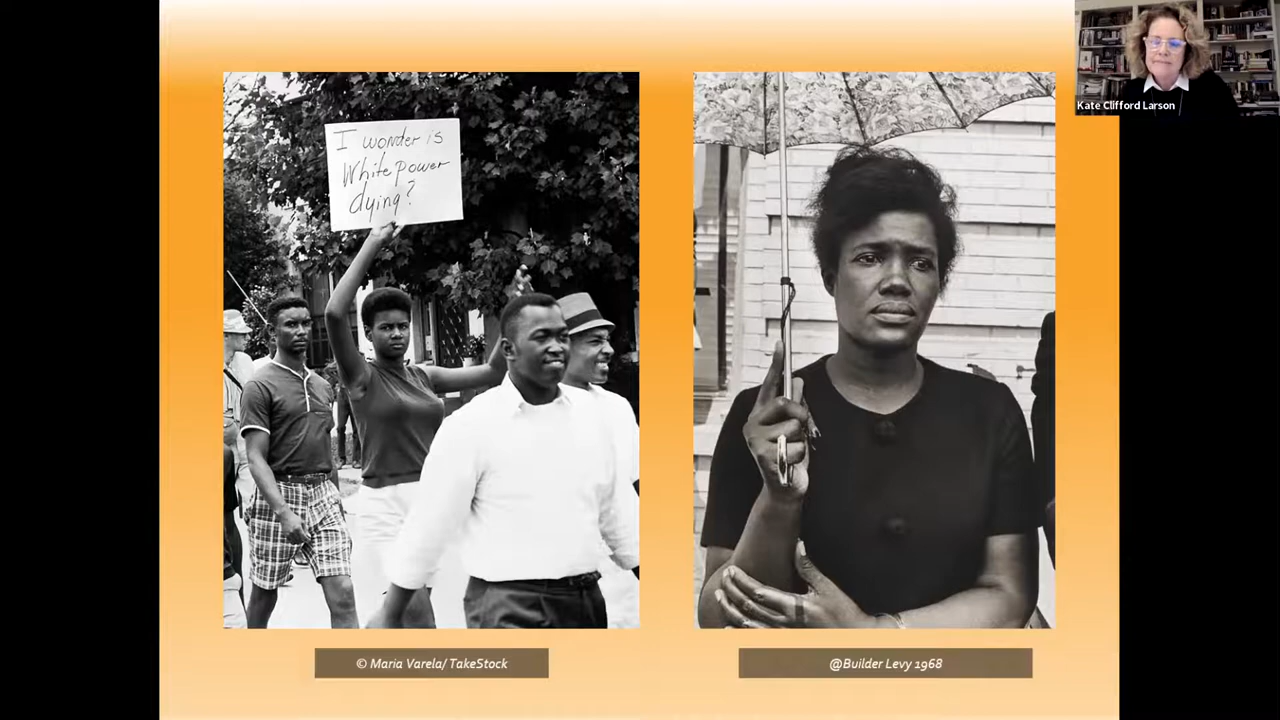 Kate Clifford Larson
I wonder is
White power
dying?
© Maria Varela/ TakeStock
@Builder Levy 1968